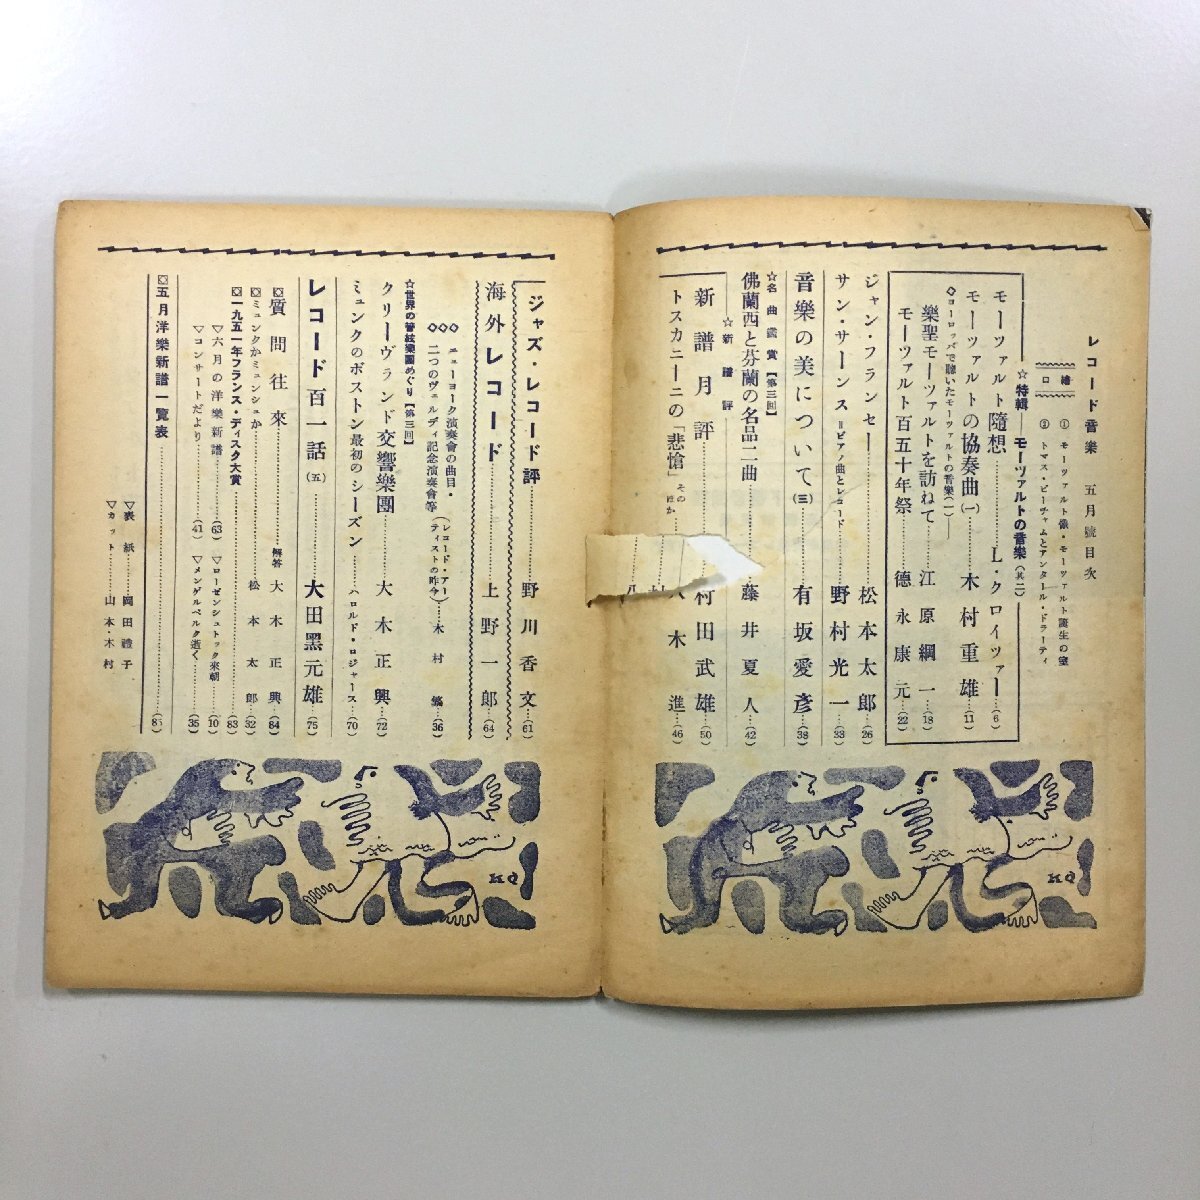 レコード音楽 五月號目次
口繪
① モーツァルト像・モーツァルト誕生の室
② トマス・ビーチャムとアンタール・ドラーティ
☆特輯 モーツァルトの音樂（其二）
モーツァルト隨想 L・クロイツァー（6）
モーツァルトの協奏曲（一） 木村重雄（11）
◇ヨーロッパで聽いたモーツァルトの音樂（一）
樂聖モーツァルトを訪ねて 江原綱一（18）
モーツァルト百五十年祭 德永康元（22）
ジャン・フランセー 松本太郎（26）
サン・サーンス＝ピアノ曲とレコード 野村光一（33）
音樂の美について（三） 有坂愛彦（38）
☆名曲鑑賞【第三回】
佛蘭西と芬蘭の名品二曲 藤井夏人（42）
☆新譜評
新譜月評 村田武雄（50）
トスカニーニの「悲愴」そのほか 木進（46）
ジャズ・レコード評 野川香文（61）
海外レコード 上野一郎（64）
◇◇◇ ニューヨーク演奏會の曲目・二つのヴェルディ記念演奏會等（レコード・アーティストの昨今） 木村（36）
☆世界の管絃樂團めぐり【第三回】
クリーヴランド交響樂團 大木正興（72）
ミュンクのボストン最初のシーズン ハロルド・ロジャース（70）
レコード百一話（五） 大田黑元雄（75）
質問往來 解答 大木正興（84）
ミュンクかミュンシュか 松本太郎（32）
一九五一年フランス・ディスク大賞（83）
▽六月の洋樂新譜（63） ▽ローゼンシュトック來朝（10）
▽コンサートだより（41） ▽メンゲルベルク逝く（35）
五月洋樂新譜一覽表
▽表紙 岡田禮子
▽カット 山本・木村